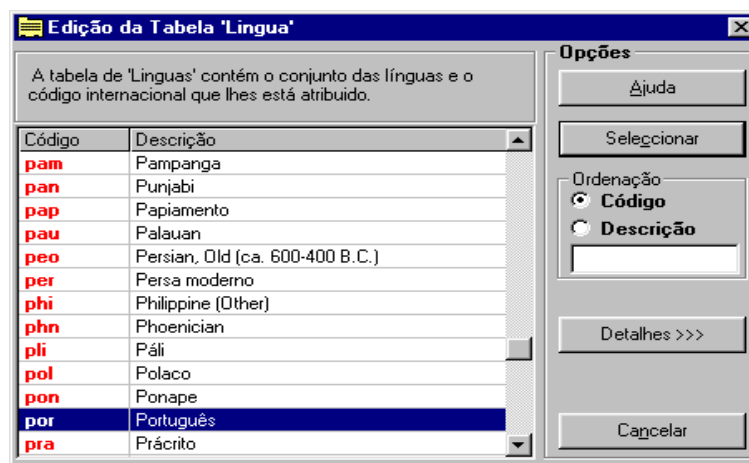 Edição da Tabela 'Lingua'
A tabela de 'Linguas' contém o conjunto das línguas e o
código internacional que lhes está atribuido.
Código Descrição
pam Pampanga
pan Punjabi
pap Papiamento
pau Palauan
peo Persian, Old (ca. 600-400 B.C.)
per Persa moderno
phi Philippine (Other)
phn Phoenician
pli Páli
pol Polaco
pon Ponape
por Português
pra Prácrito
Opções
Ajuda
Seleccionar
Ordenação
Código
Descrição
Detalhes >>>
Cancelar